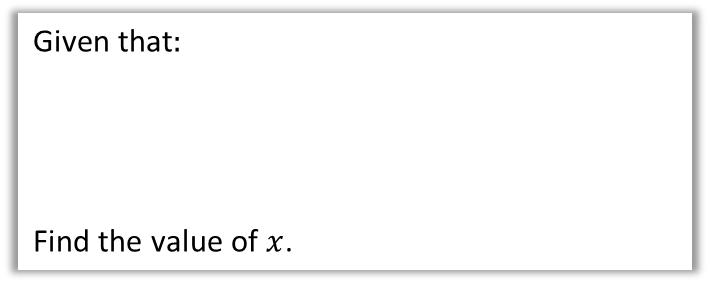 Given that:
Find the value of x.